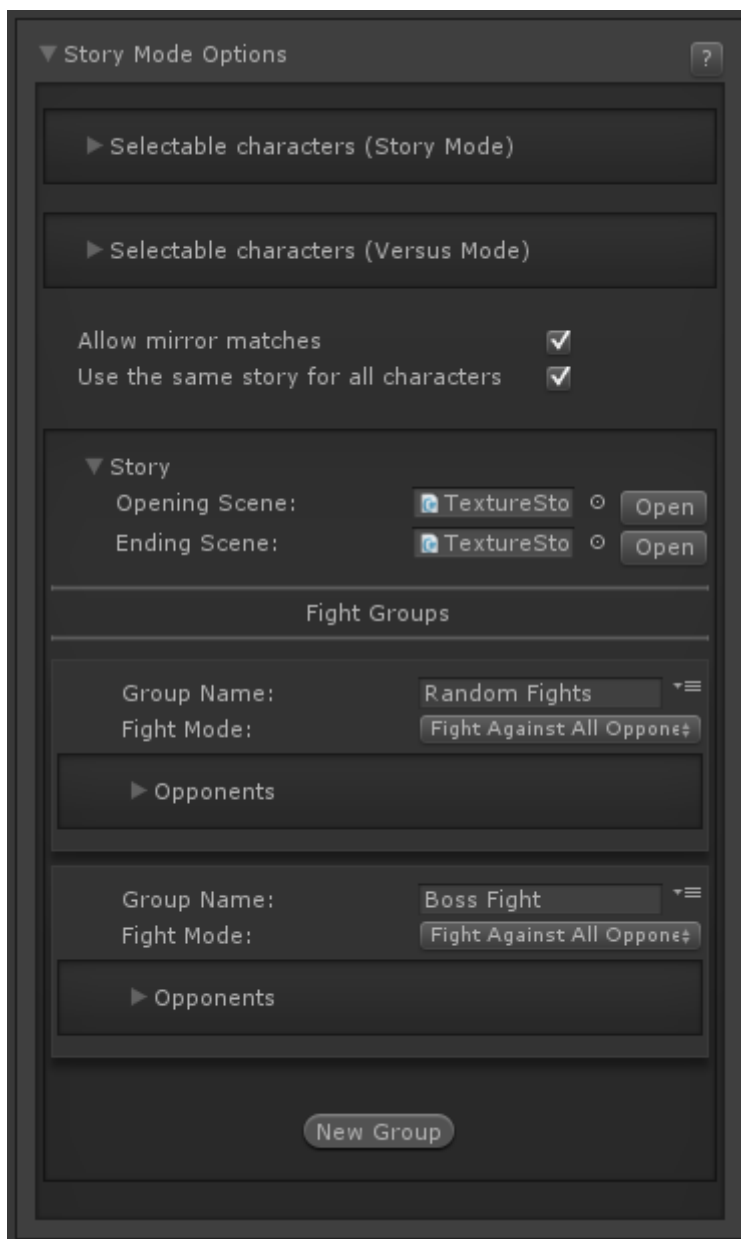 Story Mode Options
?
Selectable characters (Story Mode)
Selectable characters (Versus Mode)
Allow mirror matches
Use the same story for all characters
Story
Opening Scene: TextureSto Open
Ending Scene: TextureSto Open
Fight Groups
Group Name: Random Fights
Fight Mode: Fight Against All Oppone
Opponents
Group Name: Boss Fight
Fight Mode: Fight Against All Oppone
Opponents
New Group